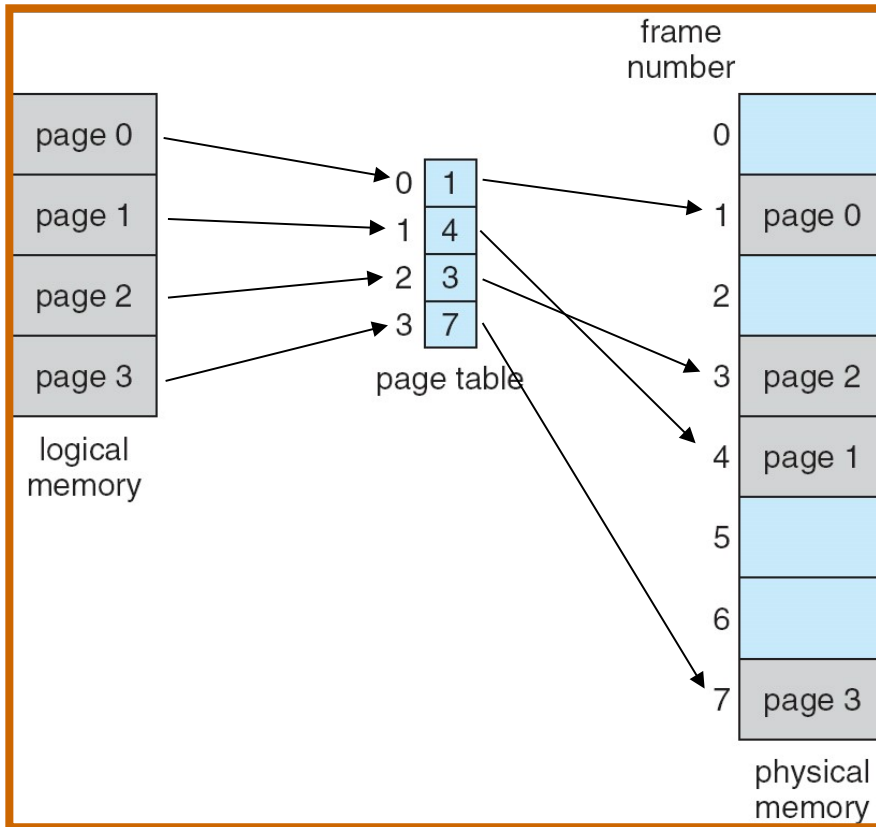 frame
number
page 0
page 1
page 2
page 3
logical
memory
0 1
1 4
2 3
3 7
page table
0
1 page 0
2
3 page 2
4 page 1
5
6
7 page 3
physical
memory